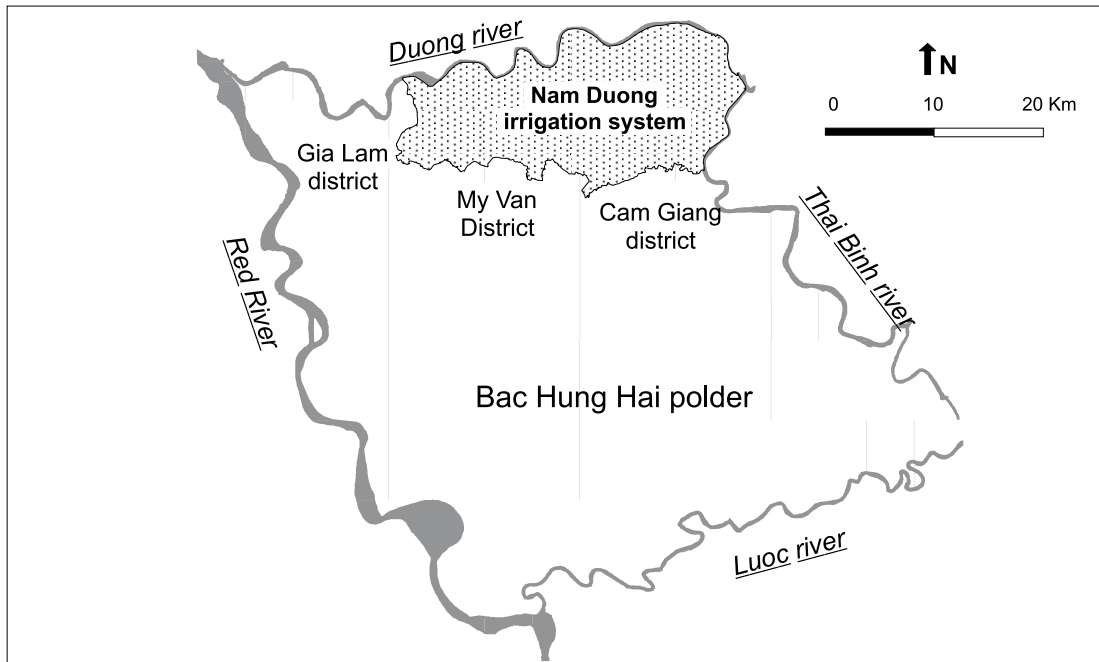 Duong river
N
0 10 20 Km
Nam Duong
irrigation system
Gia Lam
district
My Van
District
Cam Giang
district
Thai Binh river
Red River
Bac Hung Hai polder
Luoc river